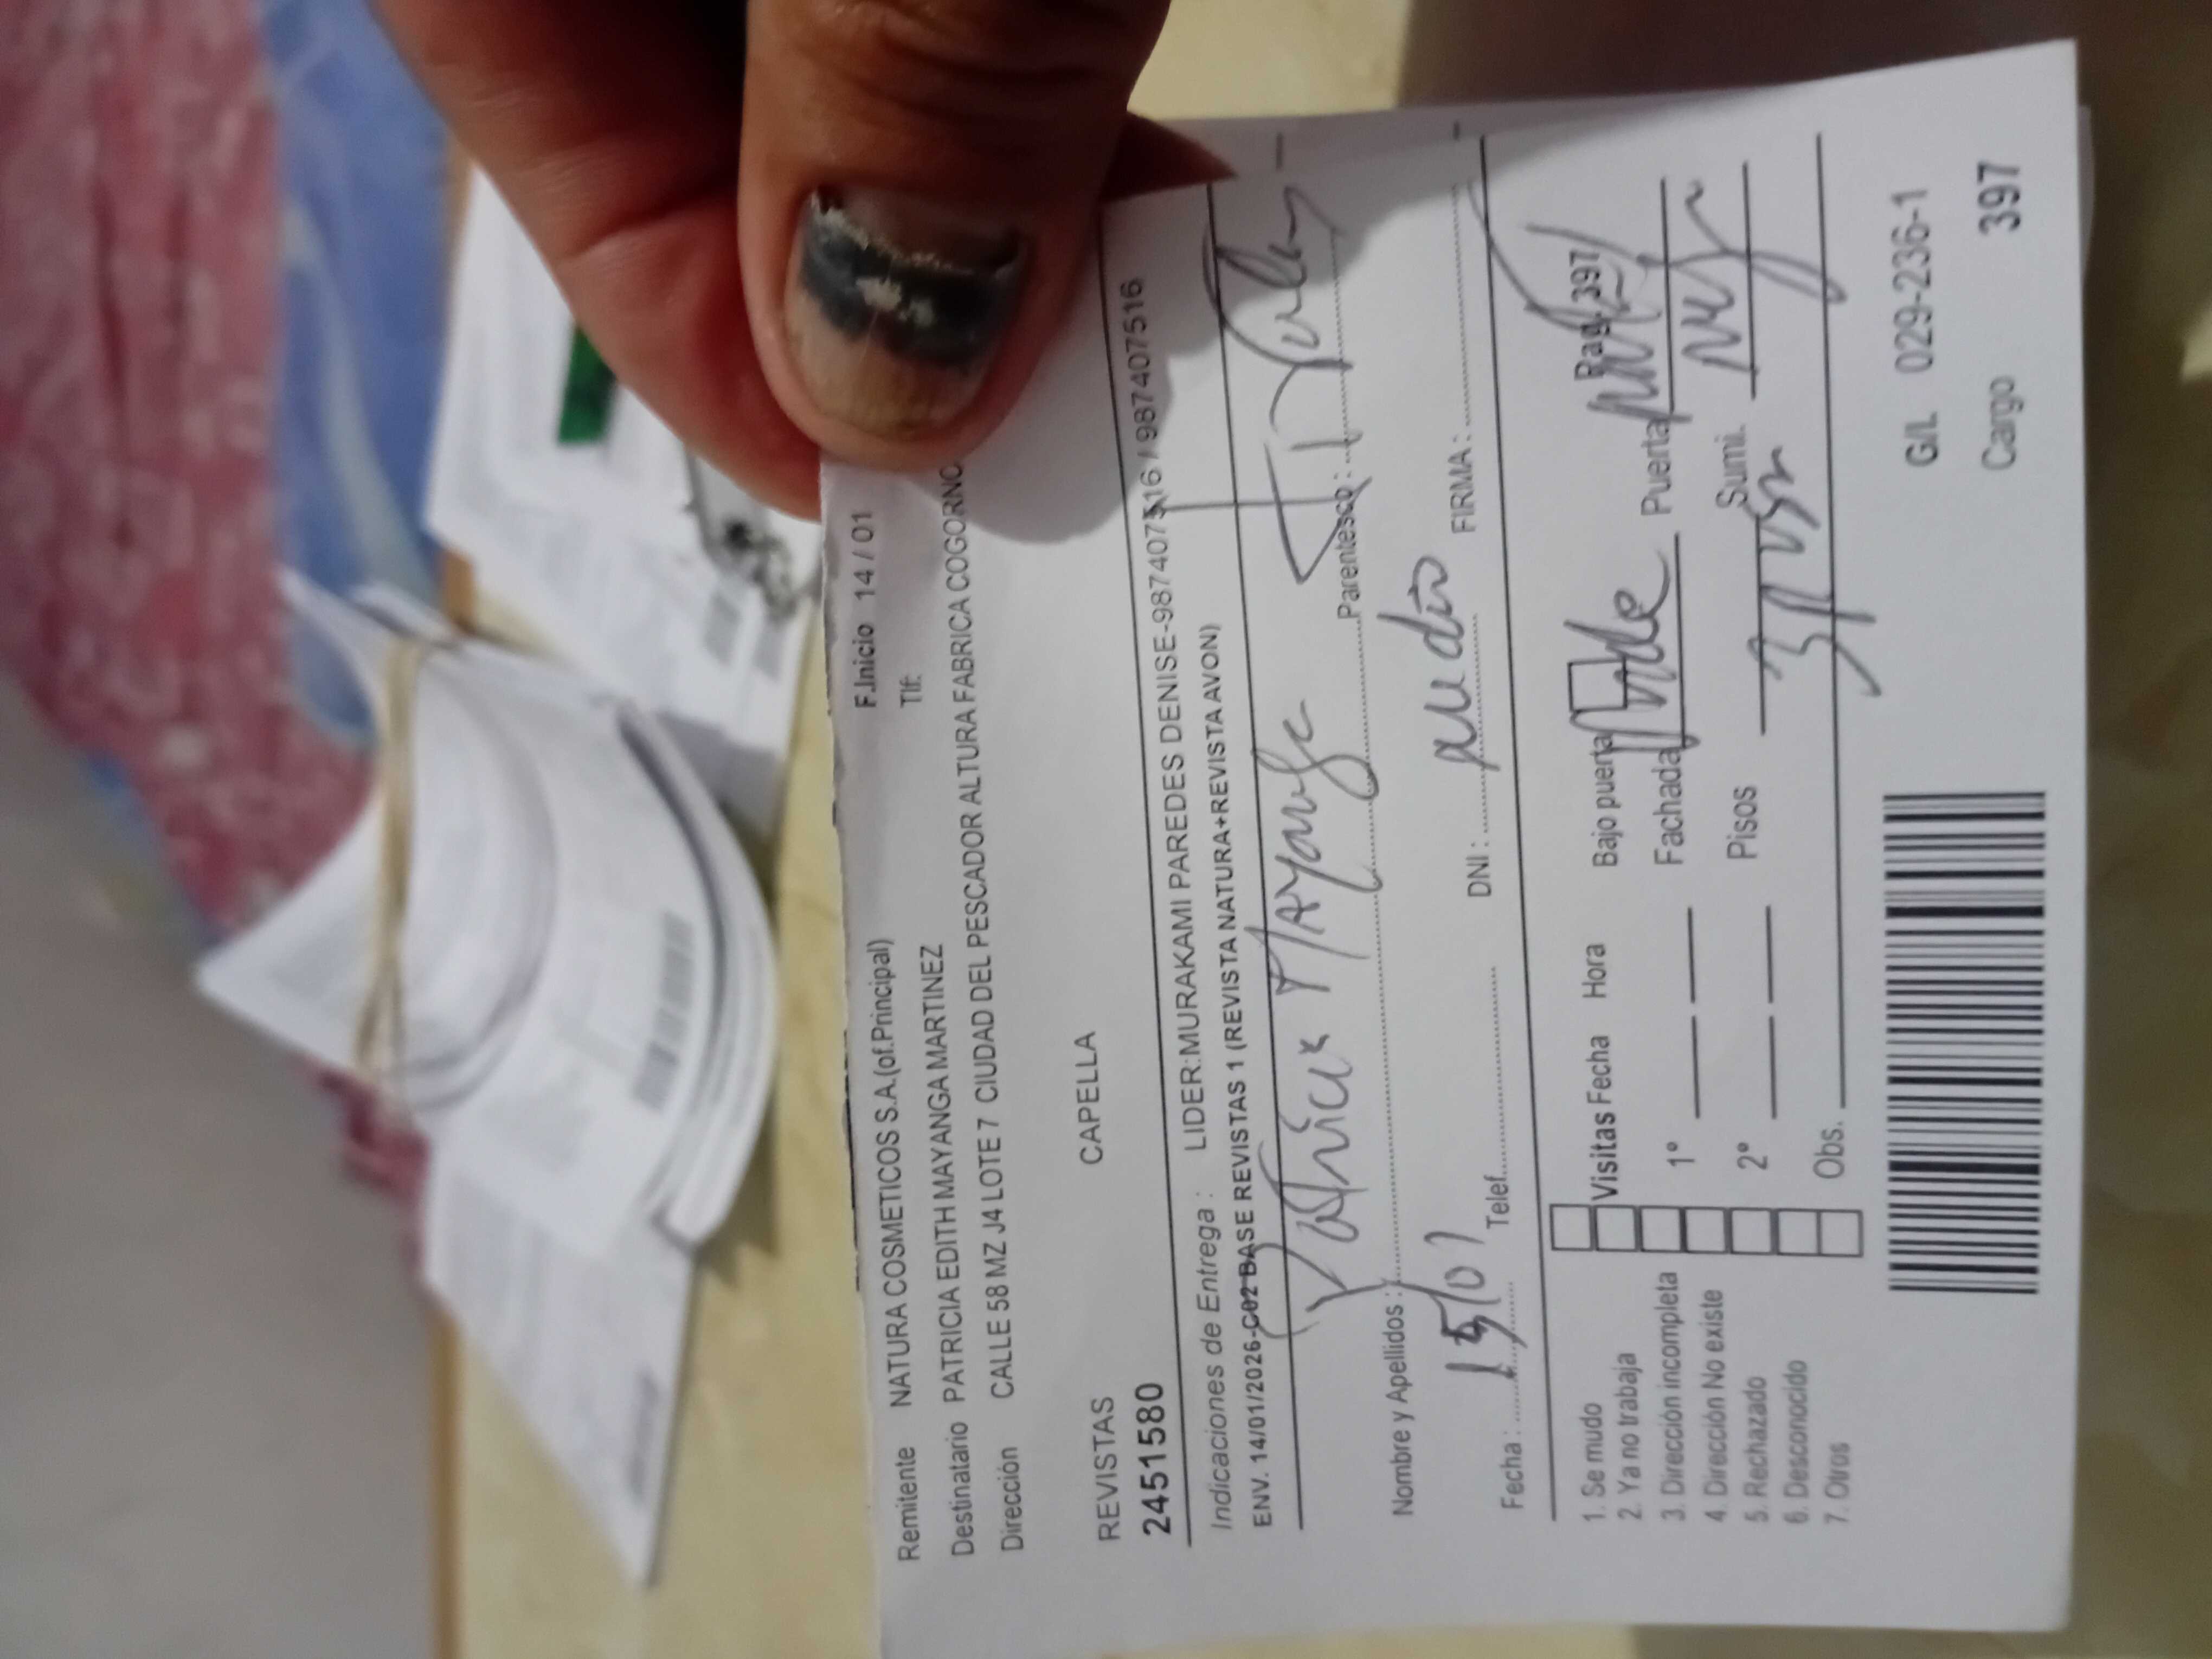 F.Inicio 14 / 01
Remitente NATURA COSMETICOS S.A.(of.Principal) Tlf:
Destinatario PATRICIA EDITH MAYANGA MARTINEZ
Dirección CALLE 58 MZ J4 LOTE 7 CIUDAD DEL PESCADOR ALTURA FABRICA COGORNO
CAPELLA
REVISTAS
2451580
Indicaciones de Entrega : LIDER:MURAKAMI PAREDES DENISE-987407516 / 987407516
ENV. 14/01/2026-C02 BASE REVISTAS 1 (REVISTA NATURA+REVISTA AVON)
Patricia Mayanga
Nombre y Apellidos : Parentesco :
15/01
Fecha : Telef. DNI : FIRMA :
Rag-397
1. Se mudo Visitas Fecha Hora Bajo puerta
2. Ya no trabaja
3. Dirección incompleta 1° Fachada Puerta
4. Dirección No existe
5. Rechazado 2° Pisos Sumi.
6. Desconocido
7. Otros Obs.
G/L 029-236-1
Cargo 397